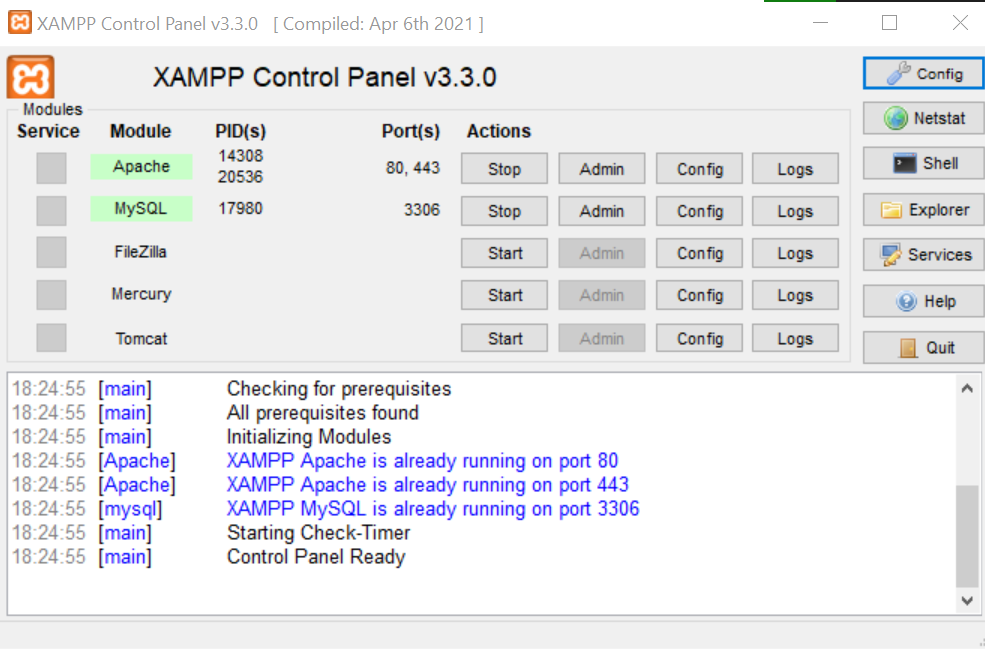 XAMPP Control Panel v3.3.0 [ Compiled: Apr 6th 2021 ]
XAMPP Control Panel v3.3.0
Config
Modules
Service Module PID(s) Port(s) Actions
Netstat
Apache 14308 20536 80, 443 Stop Admin Config Logs
Shell
MySQL 17980 3306 Stop Admin Config Logs
Explorer
FileZilla Start Admin Config Logs
Services
Mercury Start Admin Config Logs
Help
Tomcat Start Admin Config Logs
Quit
18:24:55 [main] Checking for prerequisites
18:24:55 [main] All prerequisites found
18:24:55 [main] Initializing Modules
18:24:55 [Apache] XAMPP Apache is already running on port 80
18:24:55 [Apache] XAMPP Apache is already running on port 443
18:24:55 [mysql] XAMPP MySQL is already running on port 3306
18:24:55 [main] Starting Check-Timer
18:24:55 [main] Control Panel Ready